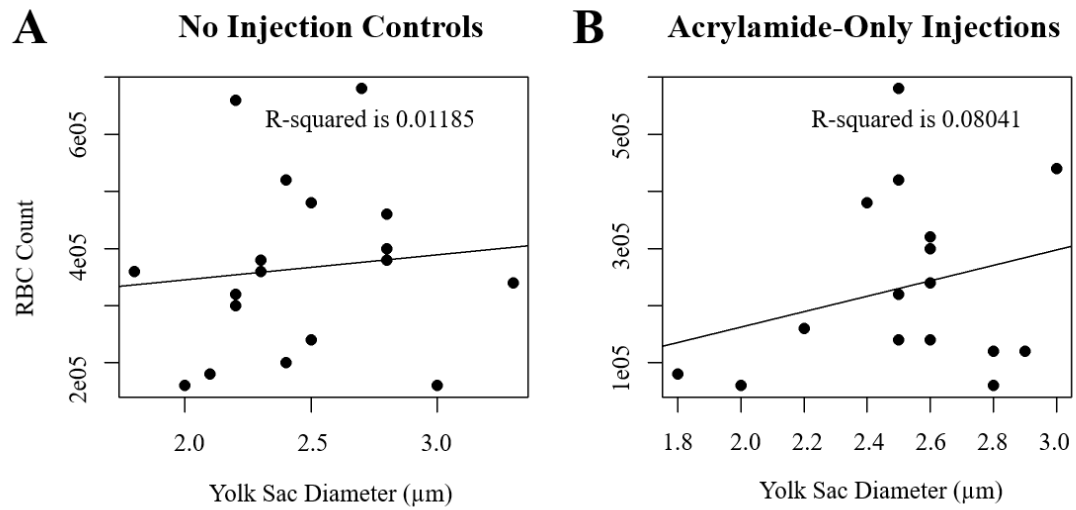 A
No Injection Controls
R-squared is 0.01185
RBC Count
6e05
4e05
2e05
2.0 2.5 3.0
Yolk Sac Diameter (µm)
B
Acrylamide-Only Injections
R-squared is 0.08041
5e05
3e05
1e05
1.8 2.0 2.2 2.4 2.6 2.8 3.0
Yolk Sac Diameter (µm)